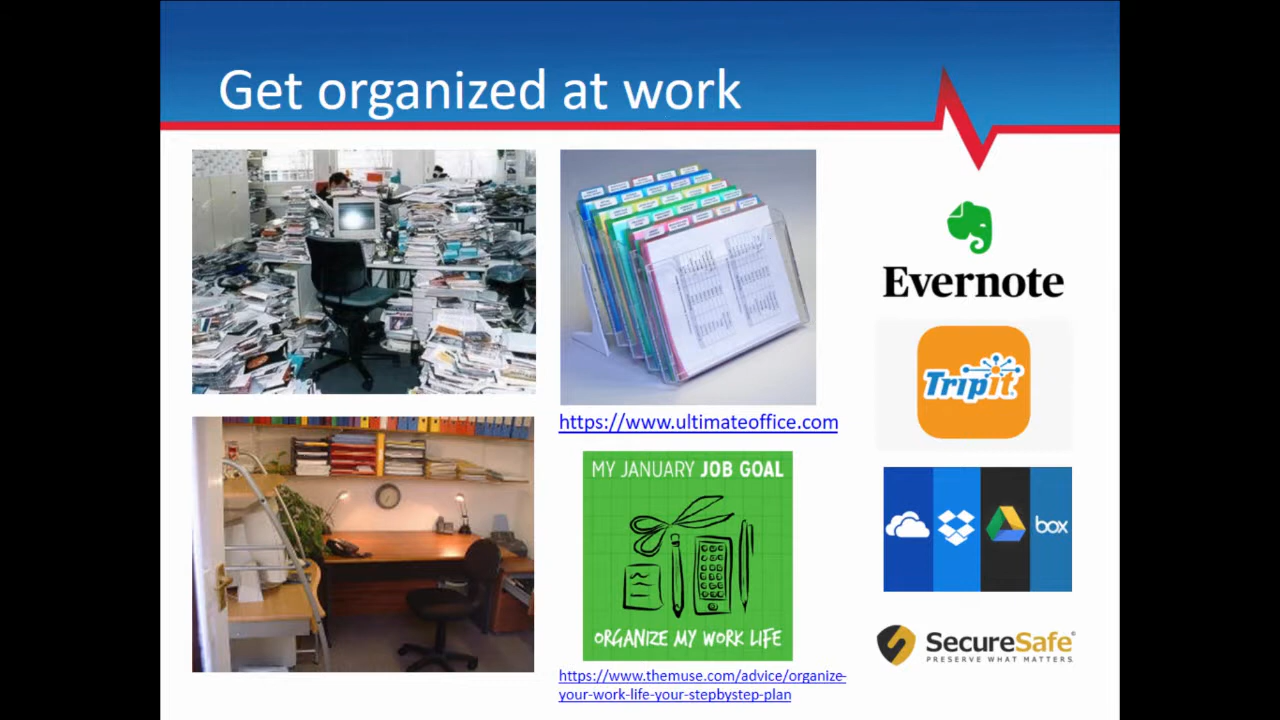 Get organized at work
Evernote
TripIt
https://www.ultimateoffice.com
MY JANUARY JOB GOAL
ORGANIZE MY WORK LIFE
box
SecureSafe
PRESERVE WHAT MATTERS.
https://www.themuse.com/advice/organize-
your-work-life-your-stepbystep-plan